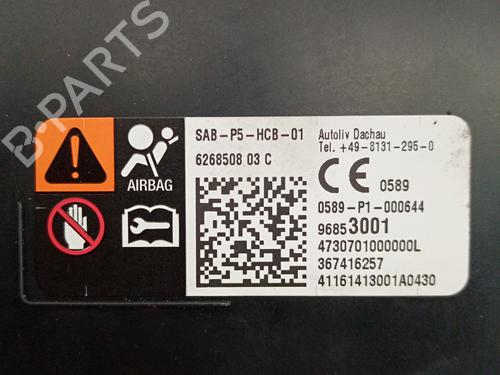 SAB-P5-HCB-01
6268508 03 C
AIRBAG
Autoliv Dachau
Tel. +49-8131-295-0
CE 0589
0589-P1-000644
96853001
4730701000000L
367416257
41161413001A0430
B-PARTS